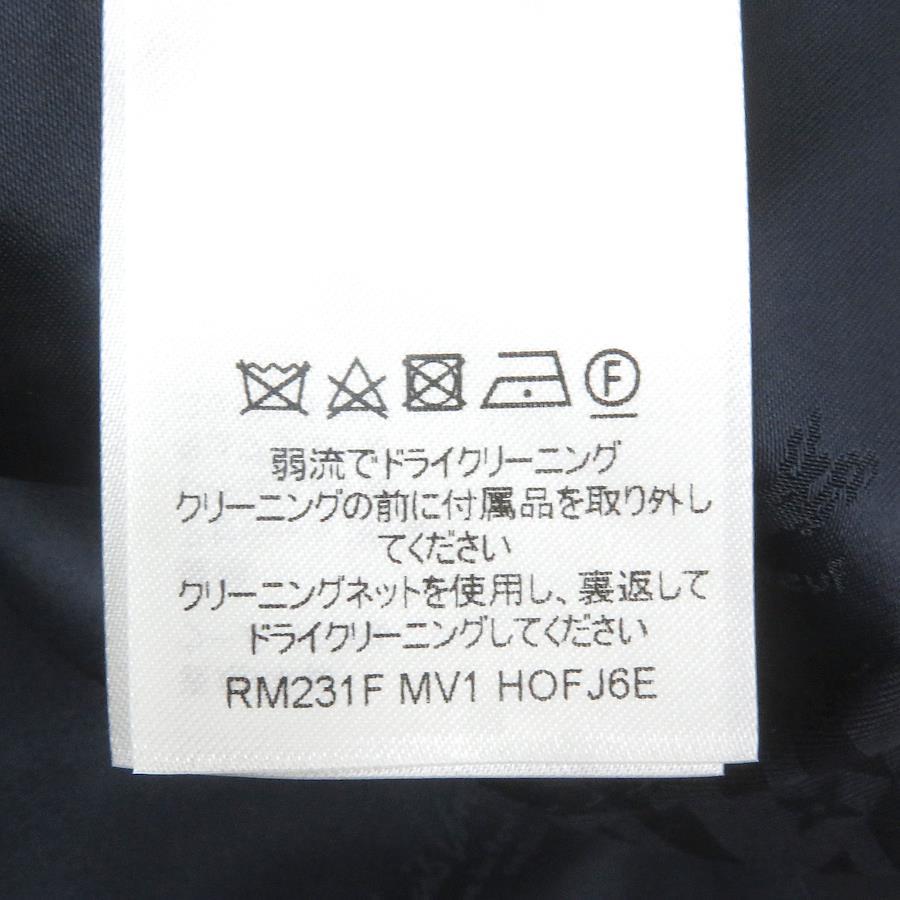 F
弱流でドライクリーニング
クリーニングの前に付属品を取り外し
てください
クリーニングネットを使用し、裏返して
ドライクリーニングしてください
RM231F MV1 HOFJ6E